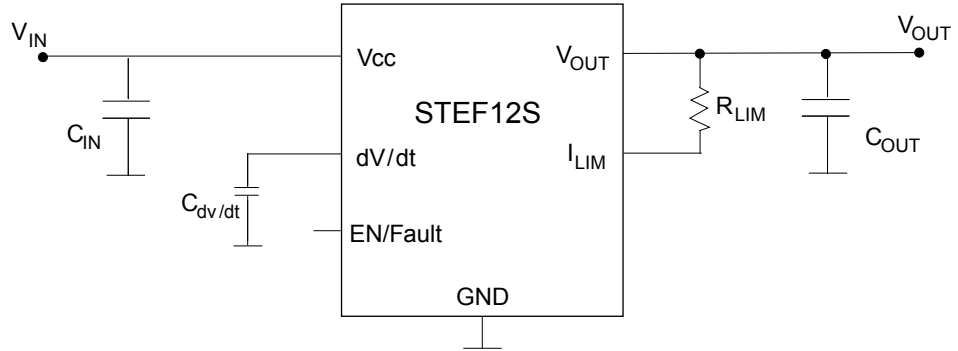 V_IN
V_OUT
Vcc
V_OUT
STEF12S
C_IN
R_LIM
C_OUT
dV/dt
I_LIM
C_dv/dt
EN/Fault
GND